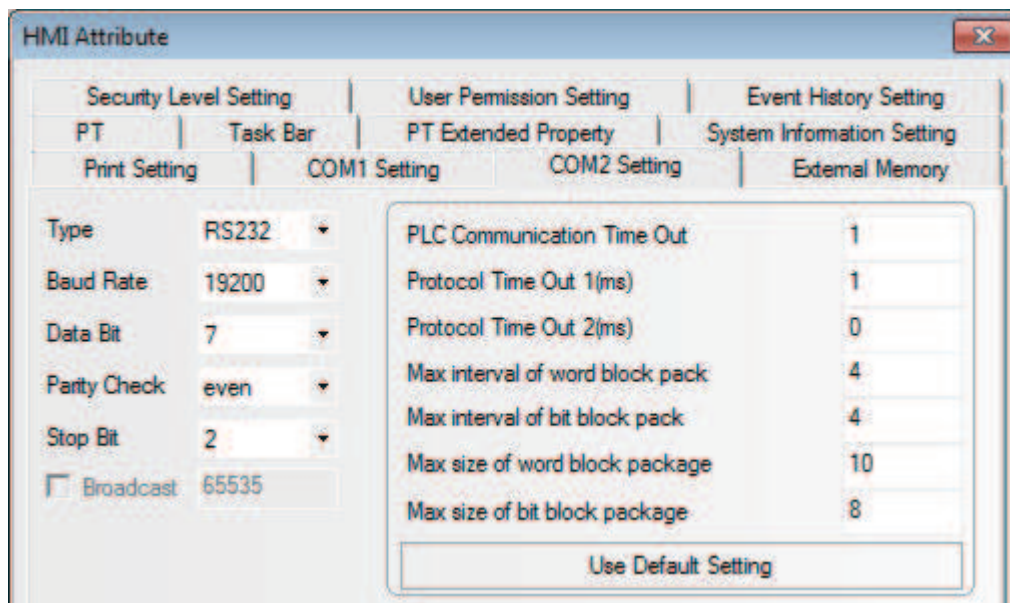 HMI Attribute
Security Level Setting User Permission Setting Event History Setting
PT Task Bar PT Extended Property System Information Setting
Print Setting COM1 Setting COM2 Setting External Memory
Type RS232 PLC Communication Time Out 1
Baud Rate 19200 Protocol Time Out 1(ms) 1
Data Bit 7 Protocol Time Out 2(ms) 0
Parity Check even Max interval of word block pack 4
Max interval of bit block pack 4
Stop Bit 2 Max size of word block package 10
Broadcast 65535 Max size of bit block package 8
Use Default Setting